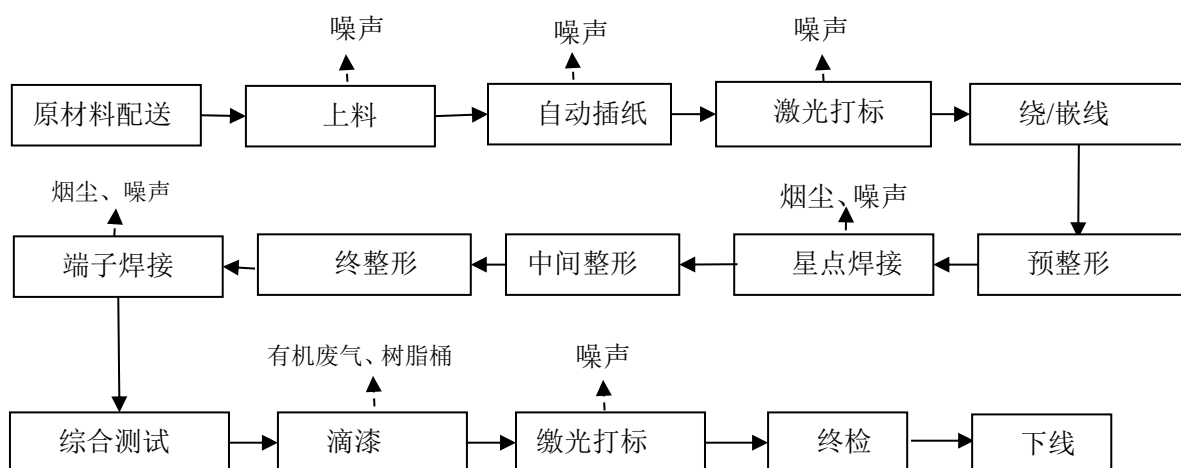 噪声 噪声 噪声
原材料配送 上料 自动插纸 激光打标 绕/嵌线
烟尘、噪声 烟尘、噪声
端子焊接 终整形 中间整形 星点焊接 预整形
有机废气、树脂桶 噪声
综合测试 滴漆 缴光打标 终检 下线